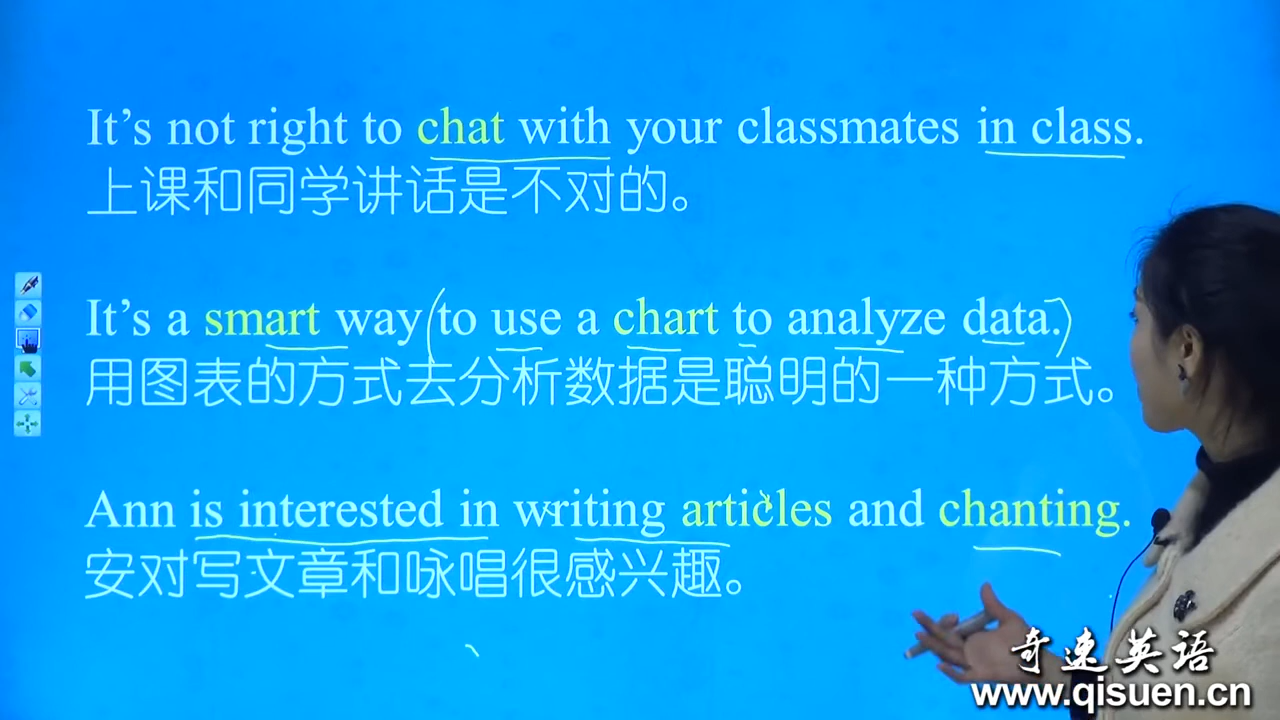 It’s not right to chat with your classmates in class.
上课和同学讲话是不对的。
It’s a smart way (to use a chart to analyze data.)
用图表的方式去分析数据是聪明的一种方式。
Ann is interested in writing articles and chanting.
安对写文章和咏唱很感兴趣。
奇速英语
www.qisuen.cn